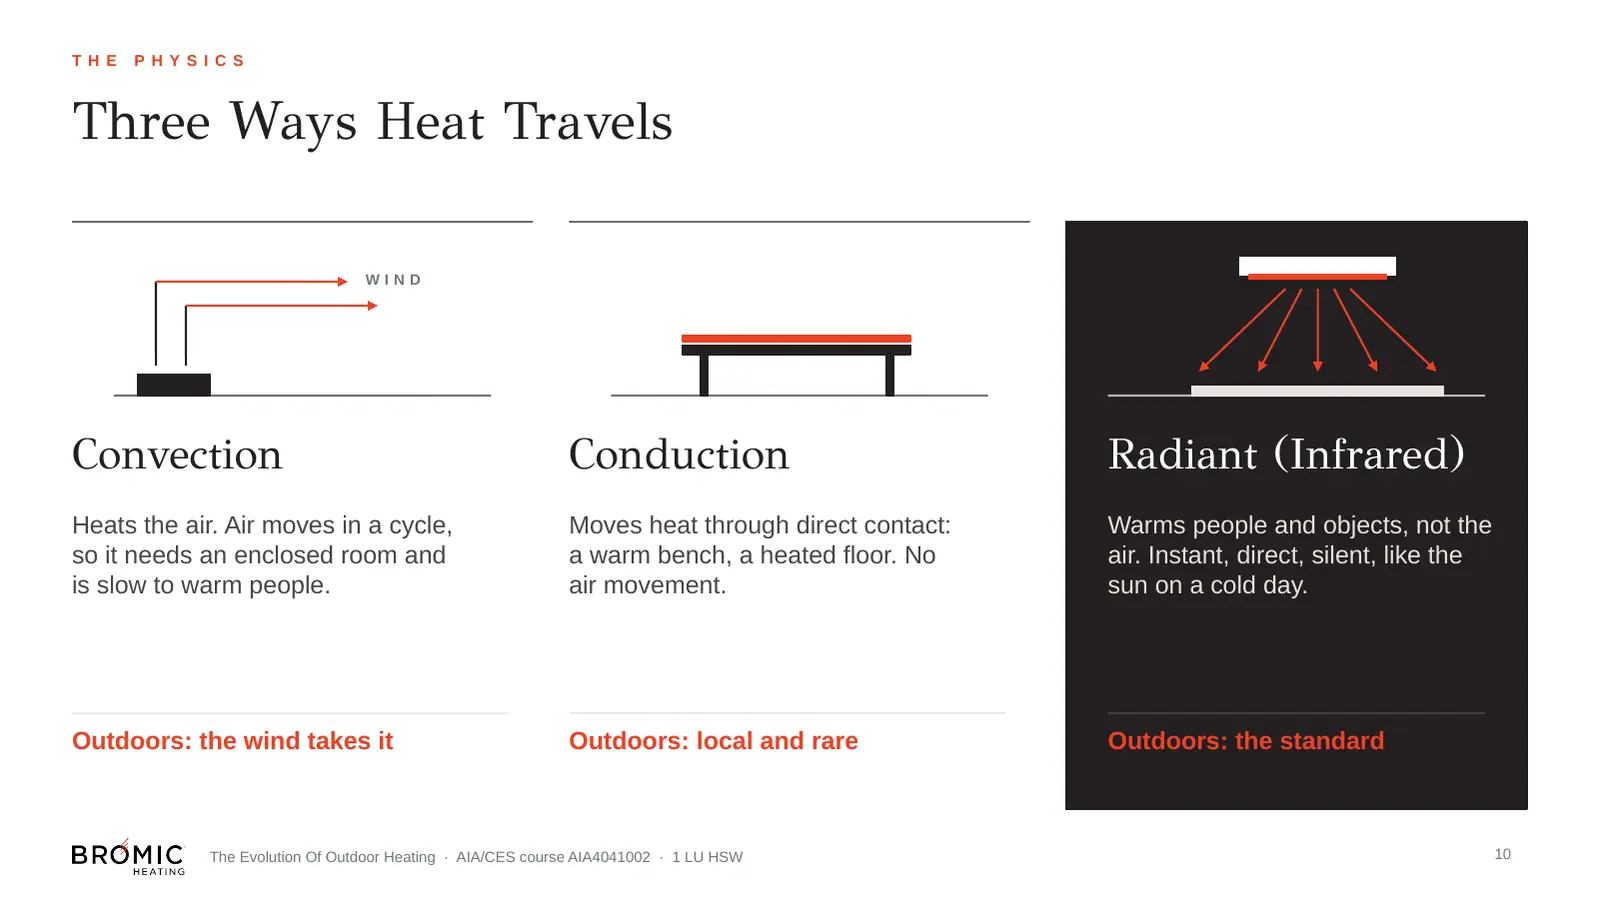 THE PHYSICS
Three Ways Heat Travels
WIND
Convection
Heats the air. Air moves in a cycle,
so it needs an enclosed room and
is slow to warm people.
Outdoors: the wind takes it
Conduction
Moves heat through direct contact:
a warm bench, a heated floor. No
air movement.
Outdoors: local and rare
Radiant (Infrared)
Warms people and objects, not the
air. Instant, direct, silent, like the
sun on a cold day.
Outdoors: the standard
BROMIC
HEATING
The Evolution Of Outdoor Heating · AIA/CES course AIA4041002 · 1 LU HSW
10